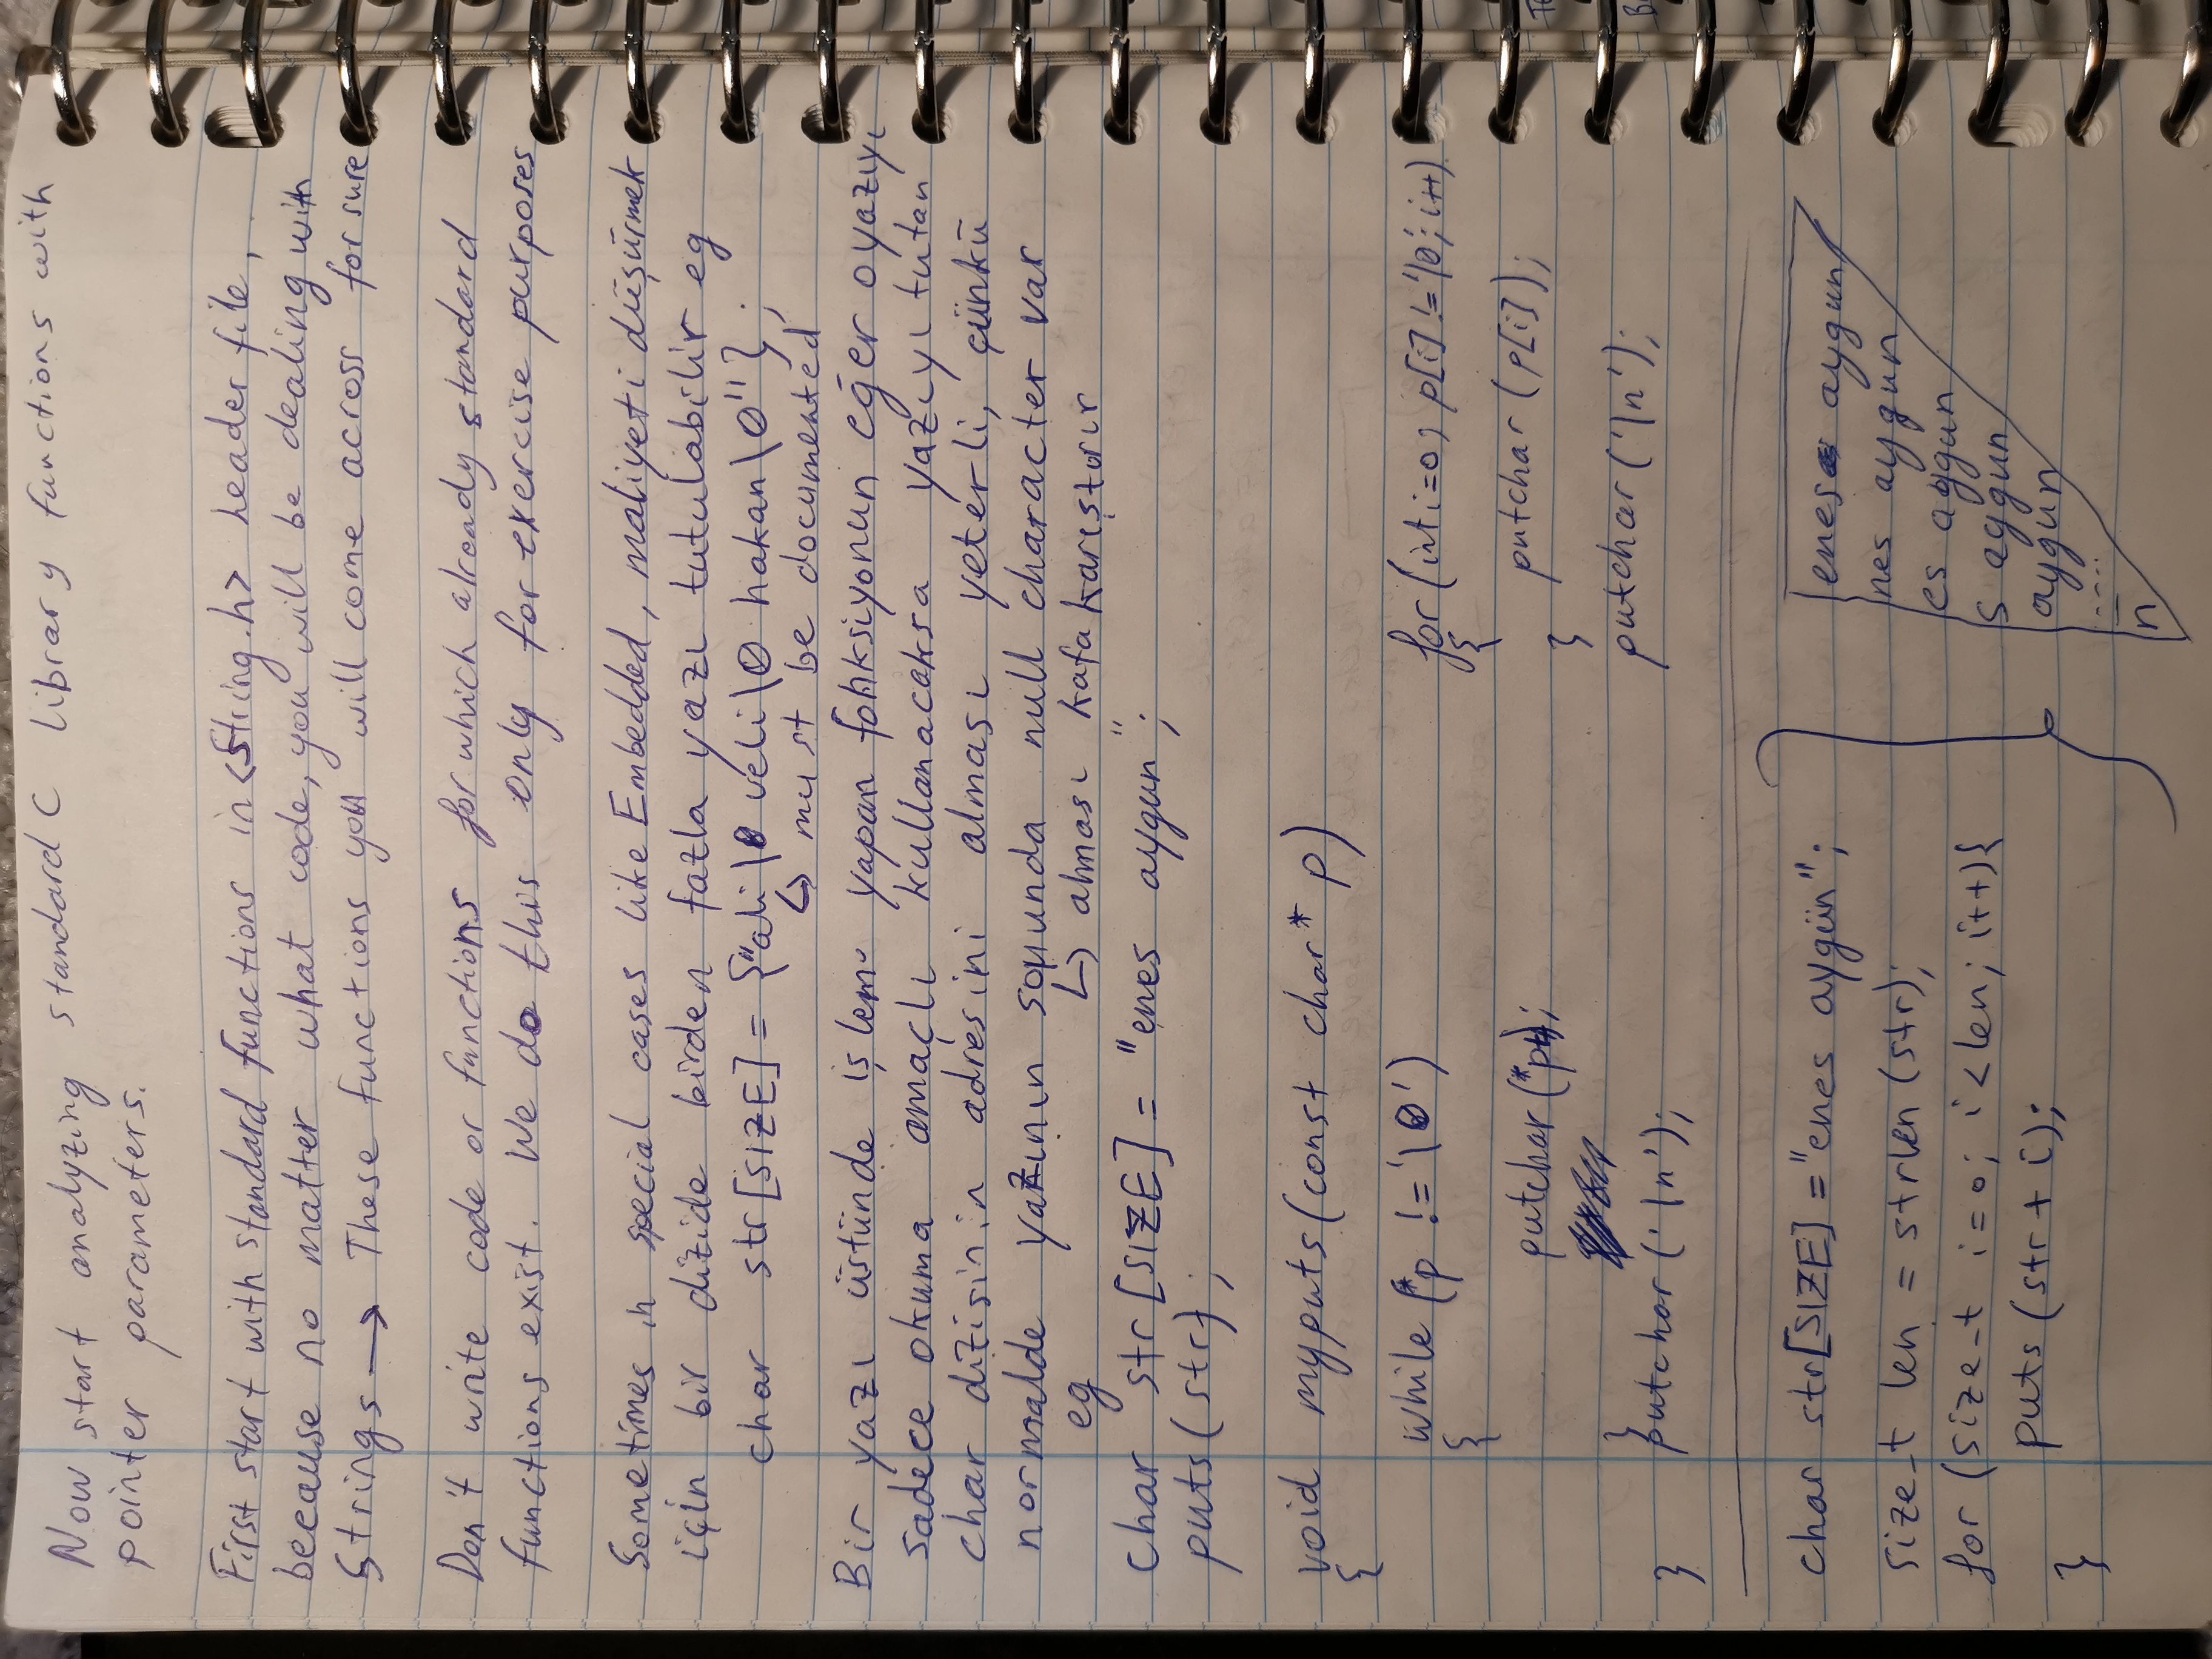 Now start analyzing standard C library functions with
pointer parameters.
First start with standard functions in <String.h> header file,
because no matter what code, you will be dealing with
Strings → These functions you will come across for sure
Don't write code or functions for which already standard
functions exist. We do this only for exercise purposes
Sometimes in special cases like Embedded, maliyeti düşürmek
için bir dizide birden fazla yazı tutulabilir eg
char str[SIZE] = {"ali\0 veli\0 hakan\0"};
↳ must be documented
Bir yazı üstünde işlem yapan fonksiyonun eğer o yazıyı
sadece okuma amaçlı kullanacaksa yazıyı tutan
char dizisinin adresini alması yeterli, çünkü
normalde yazının sonunda null character var
eg ↳ alması kafa karıştırır
char str[SIZE] = "enes aygun";
puts(str);
void myputs(const char* p)
{
while (*p != '\0') for (int i=0; p[i] != '\0'; i++)
{ {
putchar(*p++); putchar(p[i]);
} }
putchar('\n'); putchar('\n');
}
char str[SIZE] = "enes aygün"; enes aygun
size_t len = strlen(str); nes aygun
es aygun
for (size_t i=0; i<len; i++){ s aygun
puts(str + i); aygun
} .....
n